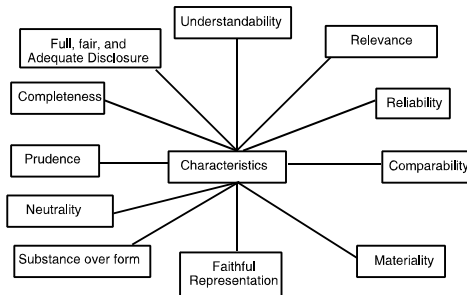 Understandability
Full, fair, and
Adequate Disclosure
Relevance
Completeness
Reliability
Prudence
Characteristics
Comparability
Neutrality
Substance over form
Faithful
Representation
Materiality